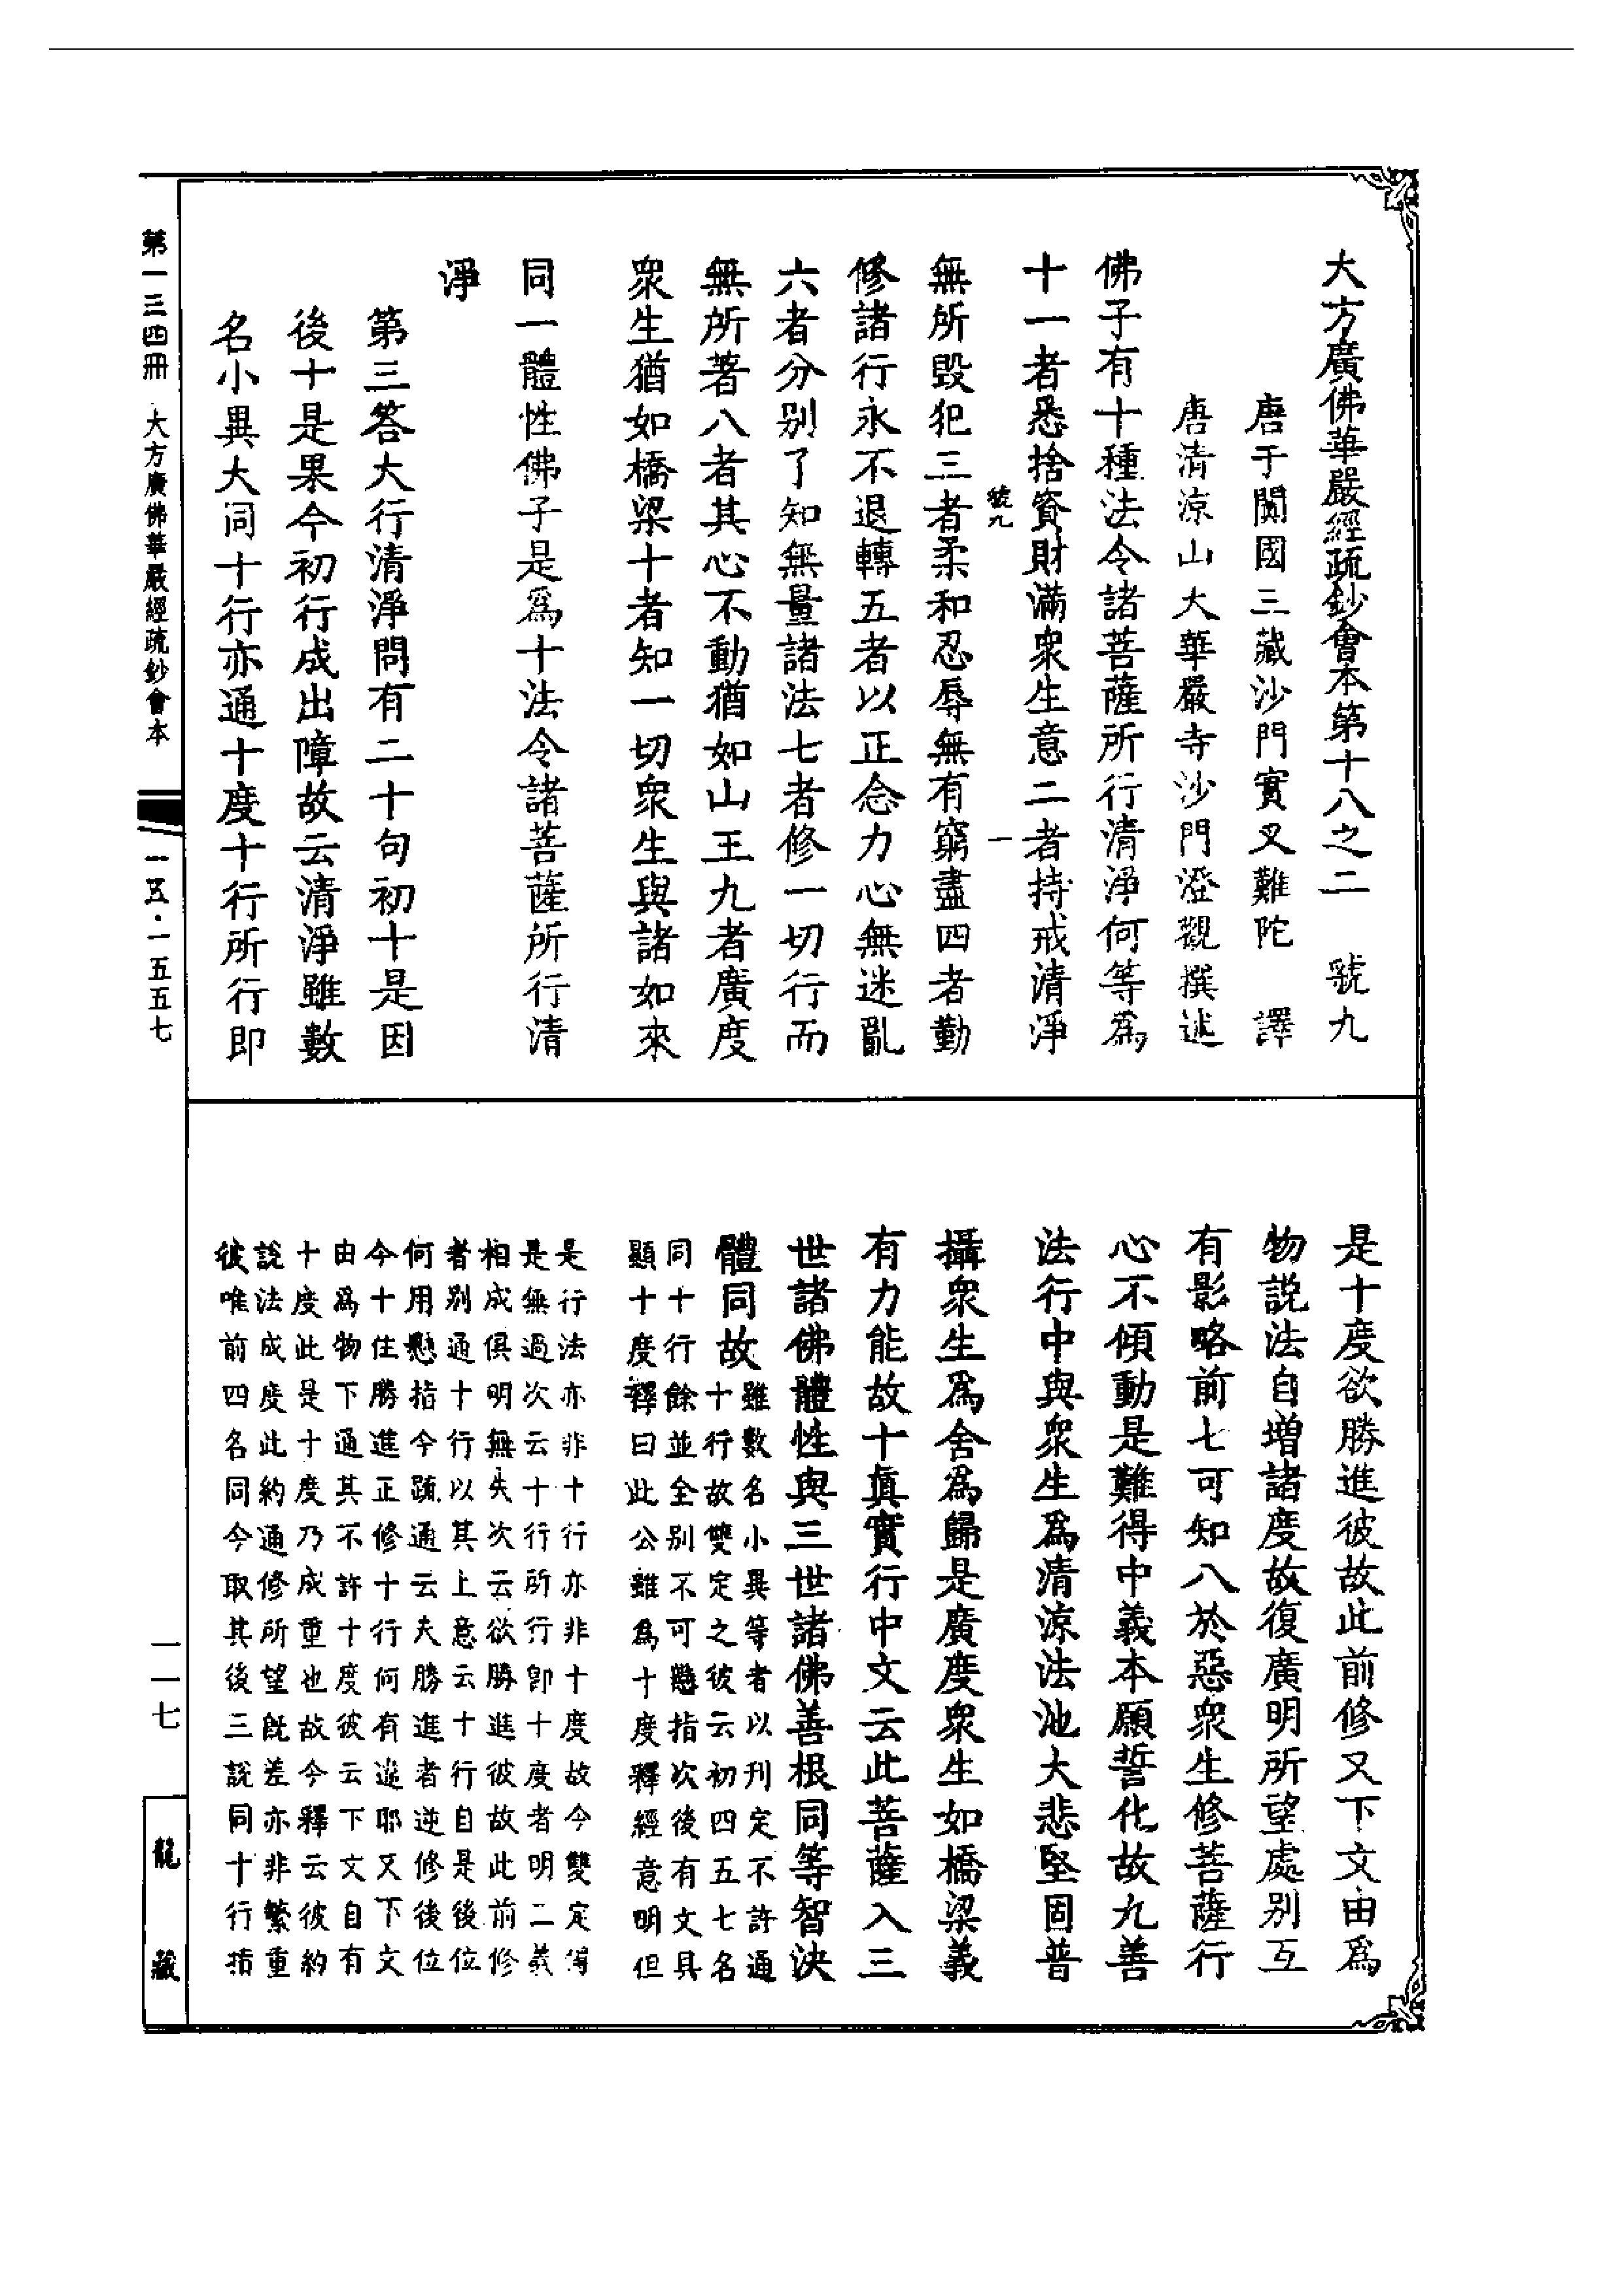 大方廣佛華嚴經疏鈔會本第十八之二　號九
唐于闐國三藏沙門實叉難陀　譯
唐清涼山大華嚴寺沙門澄觀撰述
佛子有十種法令諸菩薩所行清淨何等為
十一者悉捨資財滿衆生意二者持戒清淨
號九　一
無所毀犯三者柔和忍辱無有窮盡四者勤
修諸行永不退轉五者以正念力心無迷亂
六者分別了知無量諸法七者修一切行而
無所著八者其心不動猶如山王九者廣度
衆生猶如橋梁十者知一切衆生與諸如來
同一體性佛子是為十法令諸菩薩所行清
淨
第三答大行清淨問有二十句初十是因
後十是果今初行成出障故云清淨雖數
名小異大同十行亦通十度十行所行即
是十度欲勝進彼故此前修又下文由為
物説法自增諸度故復廣明所望處別互
有影略前七可知八於惡衆生修菩薩行
心不傾動是難得中義本願誓化故九善
法行中與衆生為清涼法池大悲堅固普
攝衆生為舍為歸是廣度衆生如橋梁義
有力能故十眞實行中文云此菩薩入三
世諸佛體性與三世諸佛善根同等智決
體同故
雖數名小異等者以刋定不許通
十行故雙定之彼云初四五七名
同十行餘並全別不可懸指次後有文具
顯十度釋曰此公雖為十度釋經意明但
是行法亦非十行亦非十度故今雙定傅
是無過次云十行所行卽十度者明二義
相成俱明無失次云欲勝進彼故此前修
者別通十行以其上意云十行自是後位
何用懸指今疏通云夫勝進者逆修後位
今十住勝進正修十行何有違耶又下文
由為物下通其不許十度彼云下文自有
十度此是十度乃成重也故今釋云彼約
說法成度此約通修所望旣差亦非繁重
彼唯前四名同今取其後三說同十行指
第一三四冊　大方廣佛華嚴經疏鈔會本
一五·一五五七
一一七
龍　藏